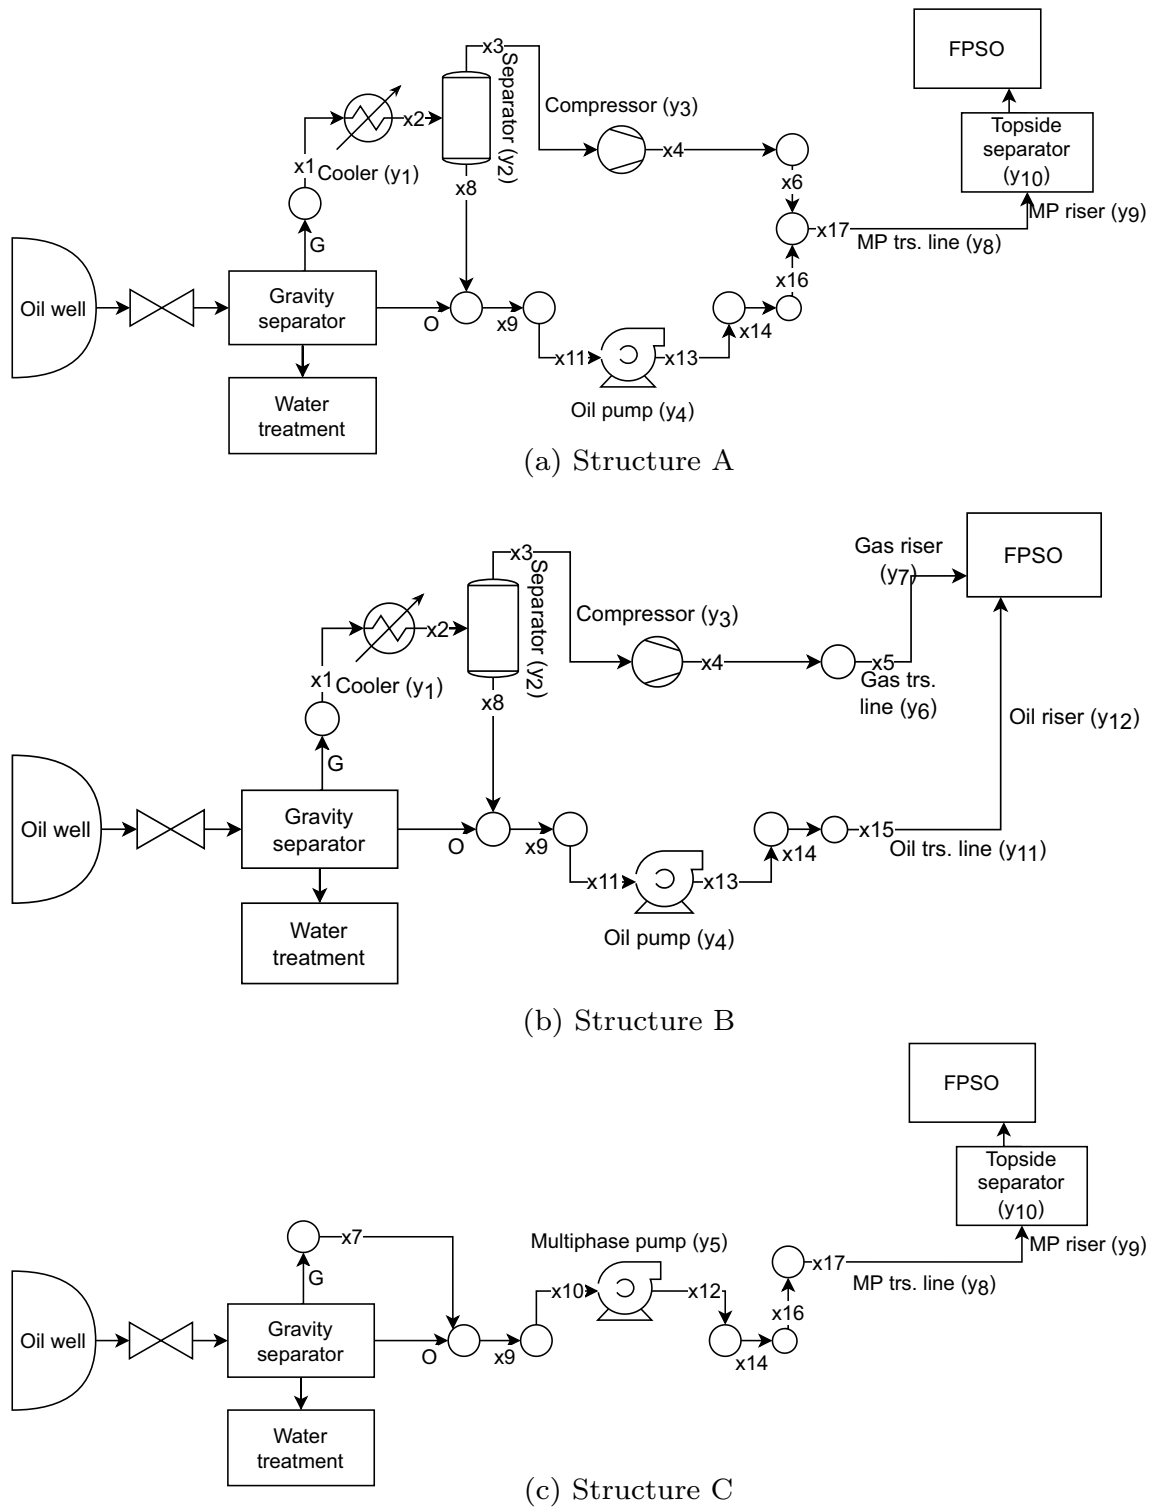 FPSO
x3
Separator (y2)
Compressor (y3)
Topside
separator
(y10)
x2
x1
Cooler (y1)
x4
x8
x6
MP riser (y9)
G
x17
MP trs. line (y8)
Oil well
Gravity
separator
x16
O
x9
x14
x11
x13
Water
treatment
Oil pump (y4)
(a) Structure A
x3
Separator (y2)
Gas riser
(y7)
FPSO
Compressor (y3)
x2
x1
Cooler (y1)
x4
x5
Gas trs.
line (y6)
x8
Oil riser (y12)
G
Oil well
Gravity
separator
O
x9
x14
x15
Oil trs. line (y11)
x11
x13
Water
treatment
Oil pump (y4)
(b) Structure B
FPSO
Topside
separator
(y10)
x7
Multiphase pump (y5)
MP riser (y9)
G
x10
x12
x17
MP trs. line (y8)
x16
Oil well
Gravity
separator
O
x9
x14
Water
treatment
(c) Structure C